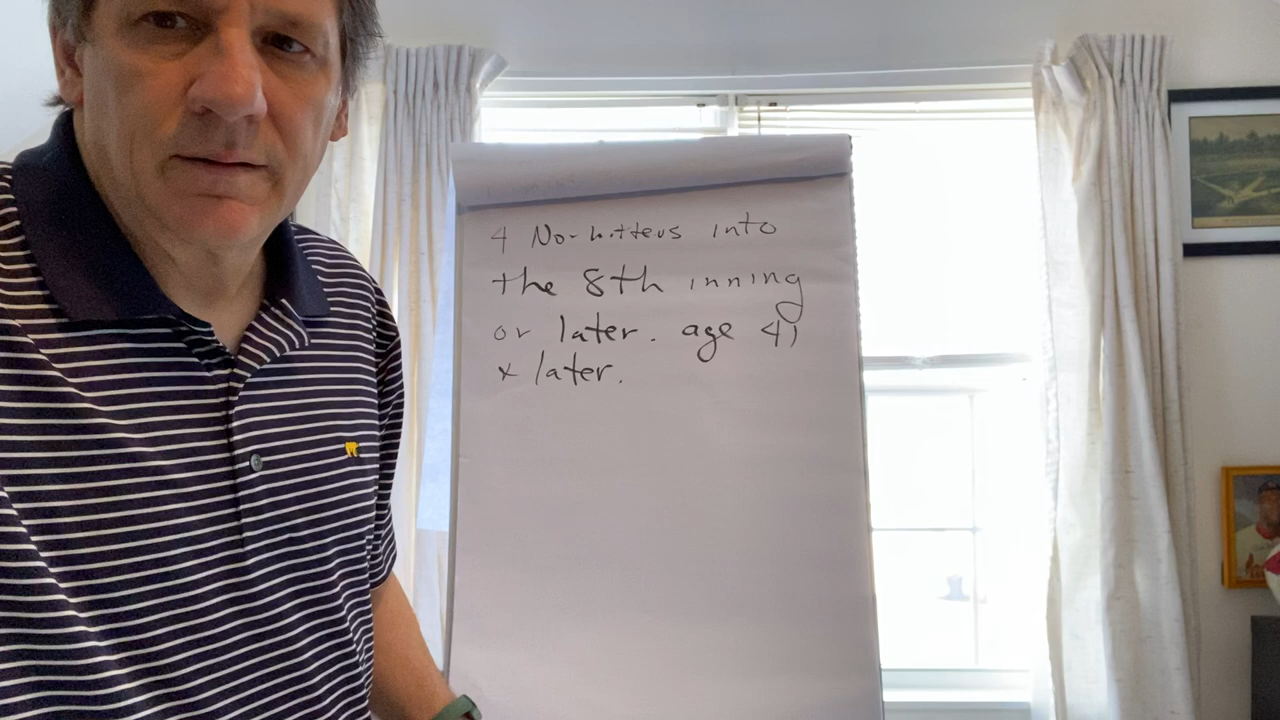 4 No-hitters into
the 8th inning
or later. age 41
+ later.